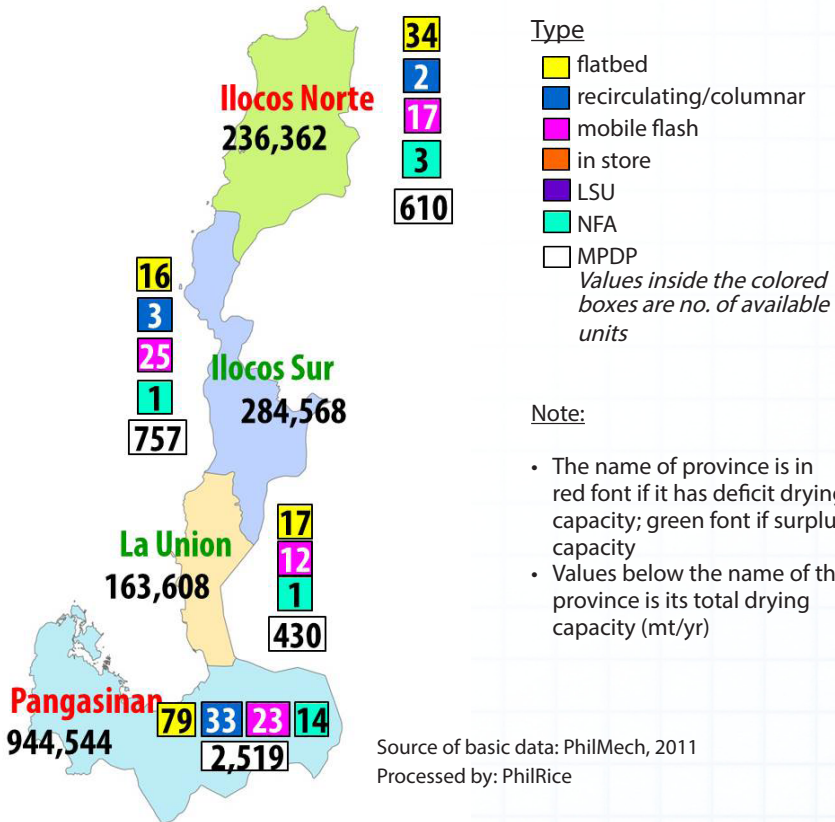 34
2
17
3
610
Ilocos Norte
236,362
16
3
25
1
757
Ilocos Sur
284,568
17
12
1
430
La Union
163,608
Pangasinan
944,544
79 33 23 14
2,519
Type
flatbed
recirculating/columnar
mobile flash
in store
LSU
NFA
MPDP
Values inside the colored
boxes are no. of available
units
Note:
• The name of province is in
red font if it has deficit
capacity; green font if
capacity
• Values below the name of
province is its total drying
capacity (mt/yr)
Source of basic data: PhilMech, 2011
Processed by: PhilRice